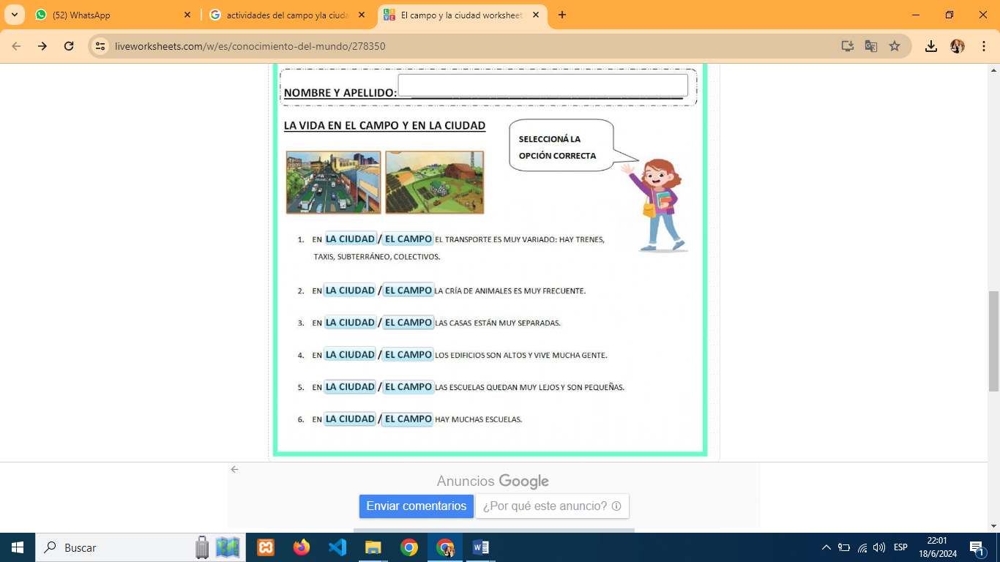 (52) WhatsApp
actividades del campo yla ciuda
El campo y la ciudad worksheet
liveworksheets.com/w/es/conocimiento-del-mundo/278350
NOMBRE Y APELLIDO:
LA VIDA EN EL CAMPO Y EN LA CIUDAD
SELECCIONÁ LA
OPCIÓN CORRECTA
1. EN LA CIUDAD / EL CAMPO EL TRANSPORTE ES MUY VARIADO: HAY TRENES,
TAXIS, SUBTERRÁNEO, COLECTIVOS.
2. EN LA CIUDAD / EL CAMPO LA CRÍA DE ANIMALES ES MUY FRECUENTE.
3. EN LA CIUDAD / EL CAMPO LAS CASAS ESTÁN MUY SEPARADAS.
4. EN LA CIUDAD / EL CAMPO LOS EDIFICIOS SON ALTOS Y VIVE MUCHA GENTE.
5. EN LA CIUDAD / EL CAMPO LAS ESCUELAS QUEDAN MUY LEJOS Y SON PEQUEÑAS.
6. EN LA CIUDAD / EL CAMPO HAY MUCHAS ESCUELAS.
Anuncios Google
Enviar comentarios
¿Por qué este anuncio?
Buscar
ESP
22:01
18/6/2024
1